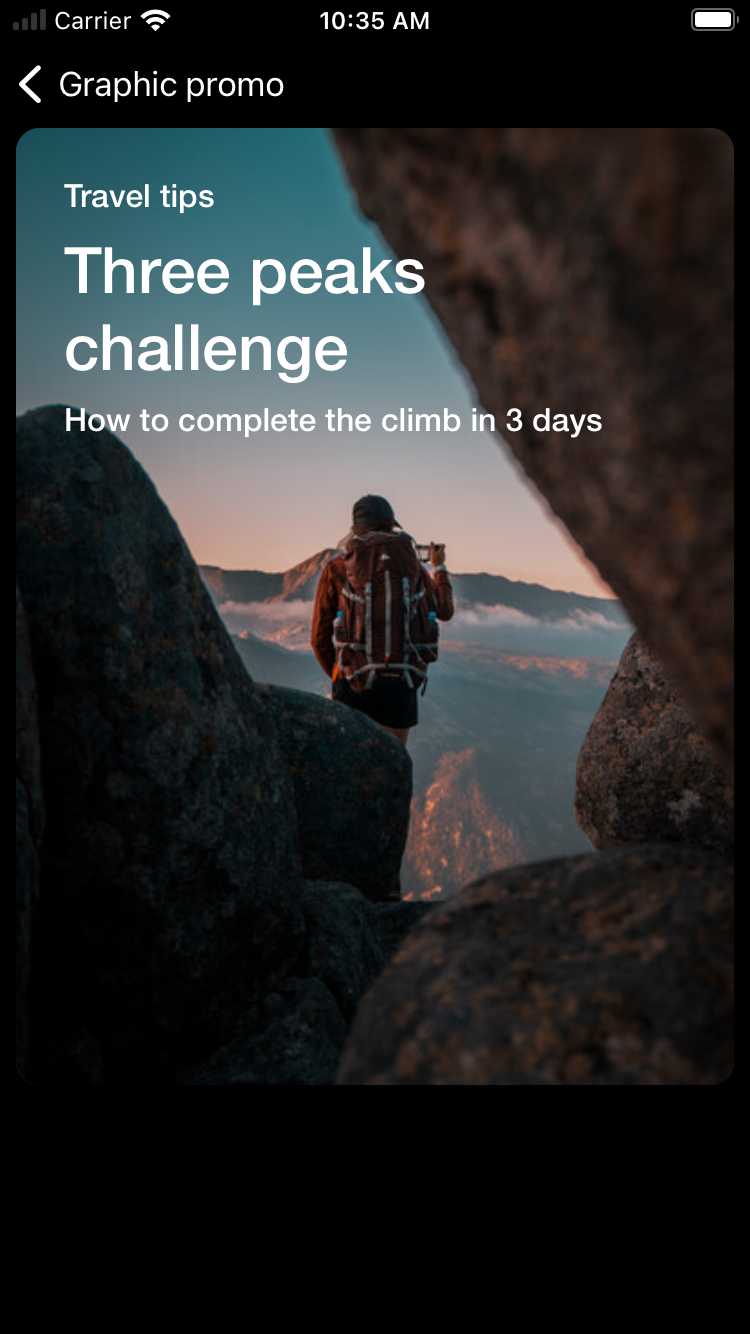 Carrier 10:35 AM
Graphic promo
Travel tips
Three peaks
challenge
How to complete the climb in 3 days